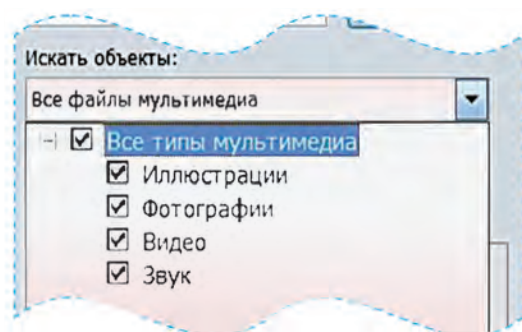 Искать объекты:
Все файлы мультимедиа
Все типы мультимедиа
Иллюстрации
Фотографии
Видео
Звук